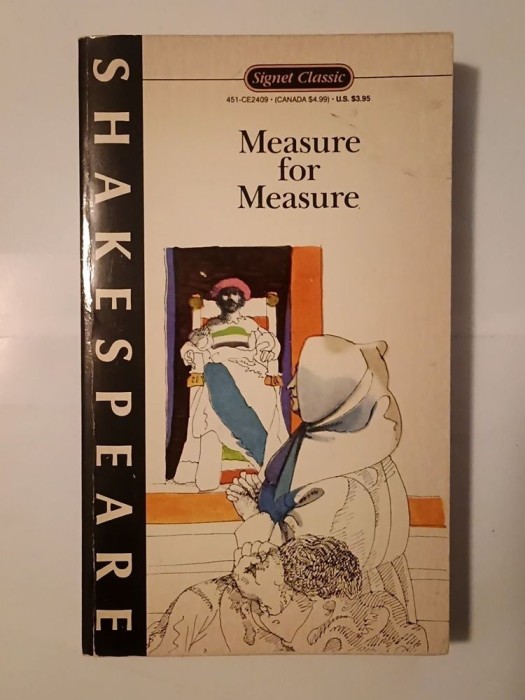 SHAKESPEARE
Signet Classic
451-CE2409 • (CANADA $4.99) • U.S. $3.95
Measure
for
Measure